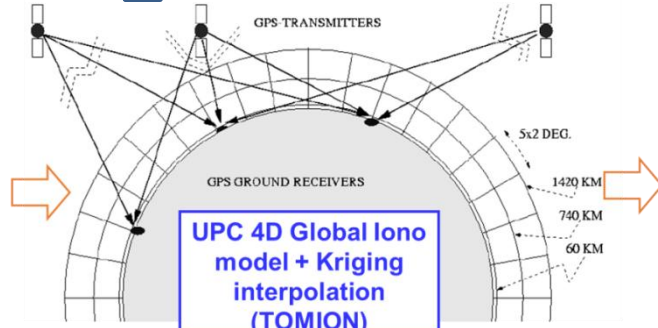 GPS-TRANSMITTERS
5x2 DEG.
GPS GROUND RECEIVERS
1420 KM
740 KM
60 KM
UPC 4D Global Iono
model + Kriging
interpolation
(TOMION)